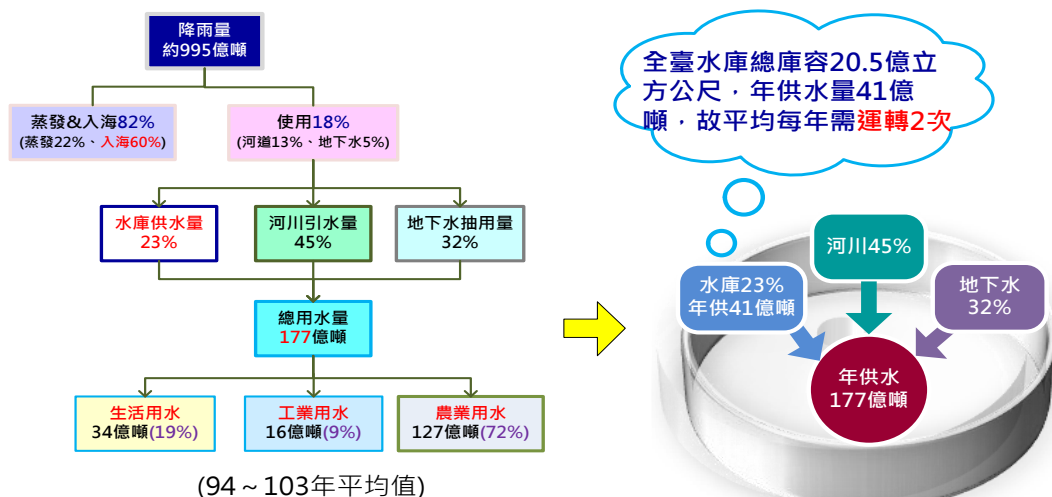 降雨量
約995億噸
蒸發&入海82%
(蒸發22%、入海60%)
使用18%
(河道13%、地下水5%)
水庫供水量
23%
河川引水量
45%
地下水抽用量
32%
總用水量
177億噸
生活用水
34億噸(19%)
工業用水
16億噸(9%)
農業用水
127億噸(72%)
(94～103年平均值)
全臺水庫總庫容20.5億立
方公尺，年供水量41億
噸，故平均每年需運轉2次
河川45%
水庫23%
年供41億噸
地下水
32%
年供水
177億噸